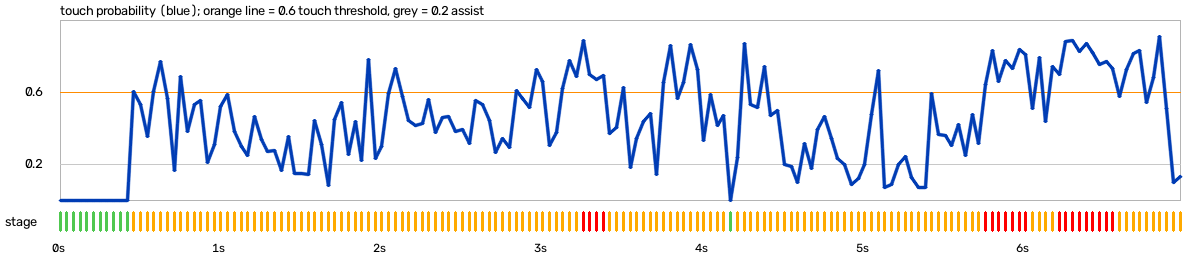 touch probability (blue); orange line = 0.6 touch threshold, grey = 0.2 assist
0.6
0.2
stage
0s 1s 2s 3s 4s 5s 6s